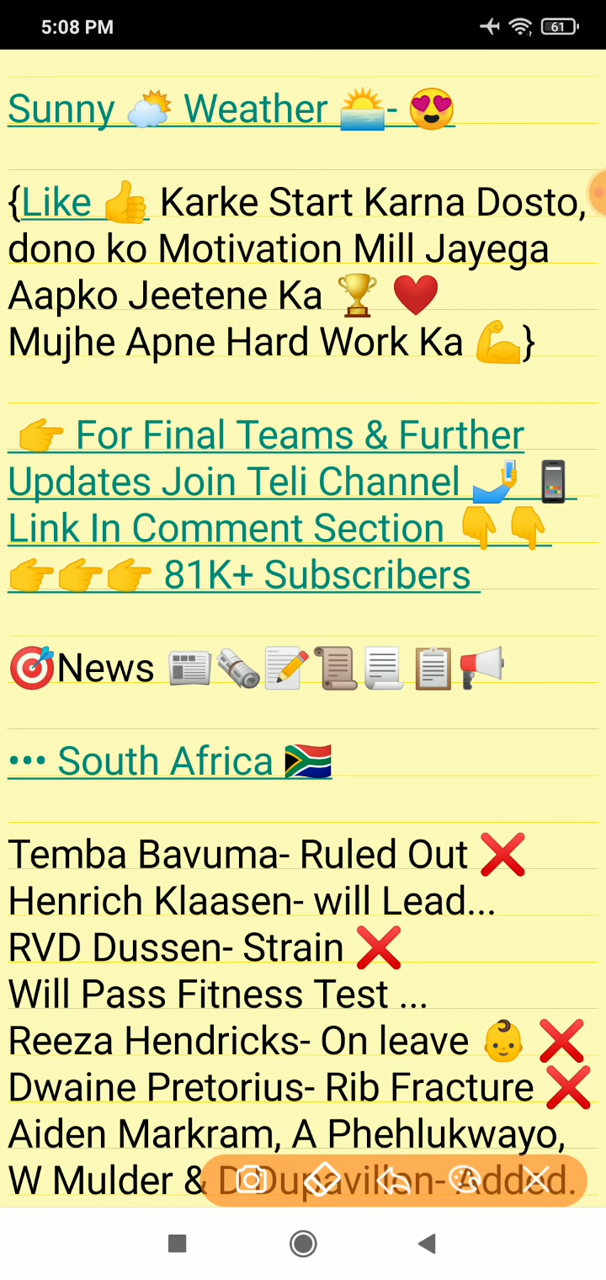 5:08 PM
61
Sunny 🌤️ Weather 🌅- 😍
{Like 👍 Karke Start Karna Dosto,
dono ko Motivation Mill Jayega
Aapko Jeetene Ka 🏆 ❤️
Mujhe Apne Hard Work Ka 💪}
👉 For Final Teams & Further
Updates Join Teli Channel 🤳 📱
Link In Comment Section 👇👇
👉👉👉 81K+ Subscribers
🎯News 📰🗞️📝📜📃📋📢
••• South Africa 🇿🇦
Temba Bavuma- Ruled Out ❌
Henrich Klaasen- will Lead...
RVD Dussen- Strain ❌
Will Pass Fitness Test ...
Reeza Hendricks- On leave 👶 ❌
Dwaine Pretorius- Rib Fracture ❌
Aiden Markram, A Phehlukwayo,
W Mulder & D Dupavillon- Added.